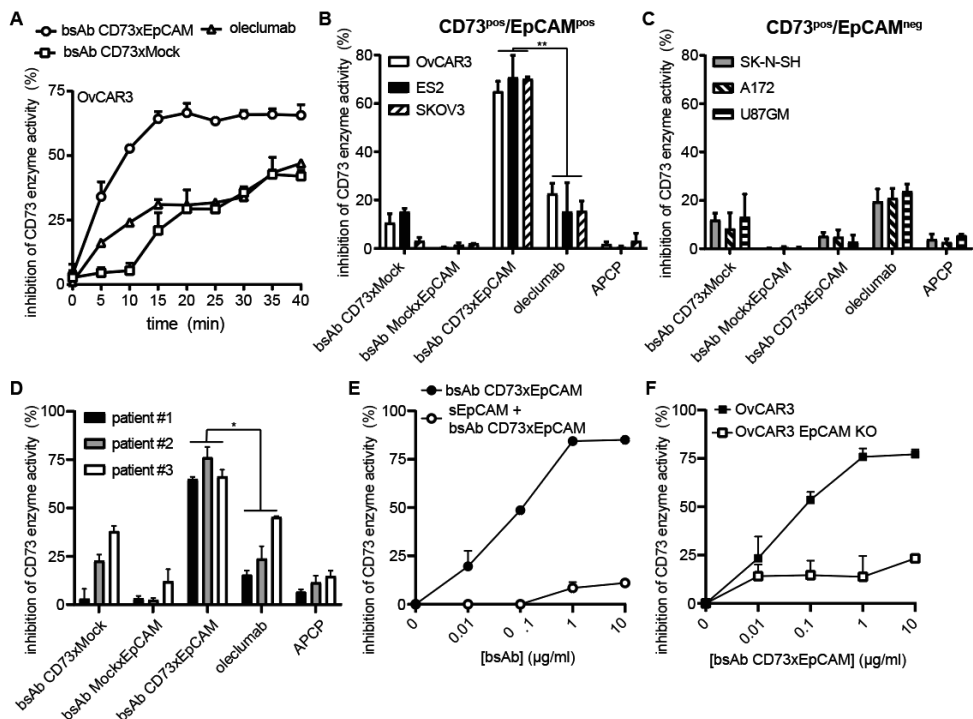 A
bsAb CD73xEpCAM
oleclumab
bsAb CD73xMock
inhibition of CD73 enzyme activity (%)
75
50
25
0
OvCAR3
0 5 10 15 20 25 30 35 40
time (min)
B
CD73pos/EpCAMpos
inhibition of CD73 enzyme activity (%)
80
60
40
20
0
OvCAR3
ES2
SKOV3
**
bsAb CD73xMock
bsAb MockxEpCAM
bsAb CD73xEpCAM
oleclumab
APCP
C
CD73pos/EpCAMneg
inhibition of CD73 enzyme activity (%)
80
60
40
20
0
SK-N-SH
A172
U87GM
bsAb CD73xMock
bsAb MockxEpCAM
bsAb CD73xEpCAM
oleclumab
APCP
D
inhibition of CD73 enzyme activity (%)
100
75
50
25
0
patient #1
patient #2
patient #3
*
bsAb CD73xMock
bsAb MockxEpCAM
bsAb CD73xEpCAM
oleclumab
APCP
E
bsAb CD73xEpCAM
sEpCAM +
bsAb CD73xEpCAM
inhibition of CD73 enzyme activity (%)
100
75
50
25
0
0 0.01 0 .1 1 10
[bsAb] (µg/ml)
F
OvCAR3
OvCAR3 EpCAM KO
inhibition of CD73 enzyme activity (%)
100
75
50
25
0
0 0.01 0.1 1 10
[bsAb CD73xEpCAM] (µg/ml)